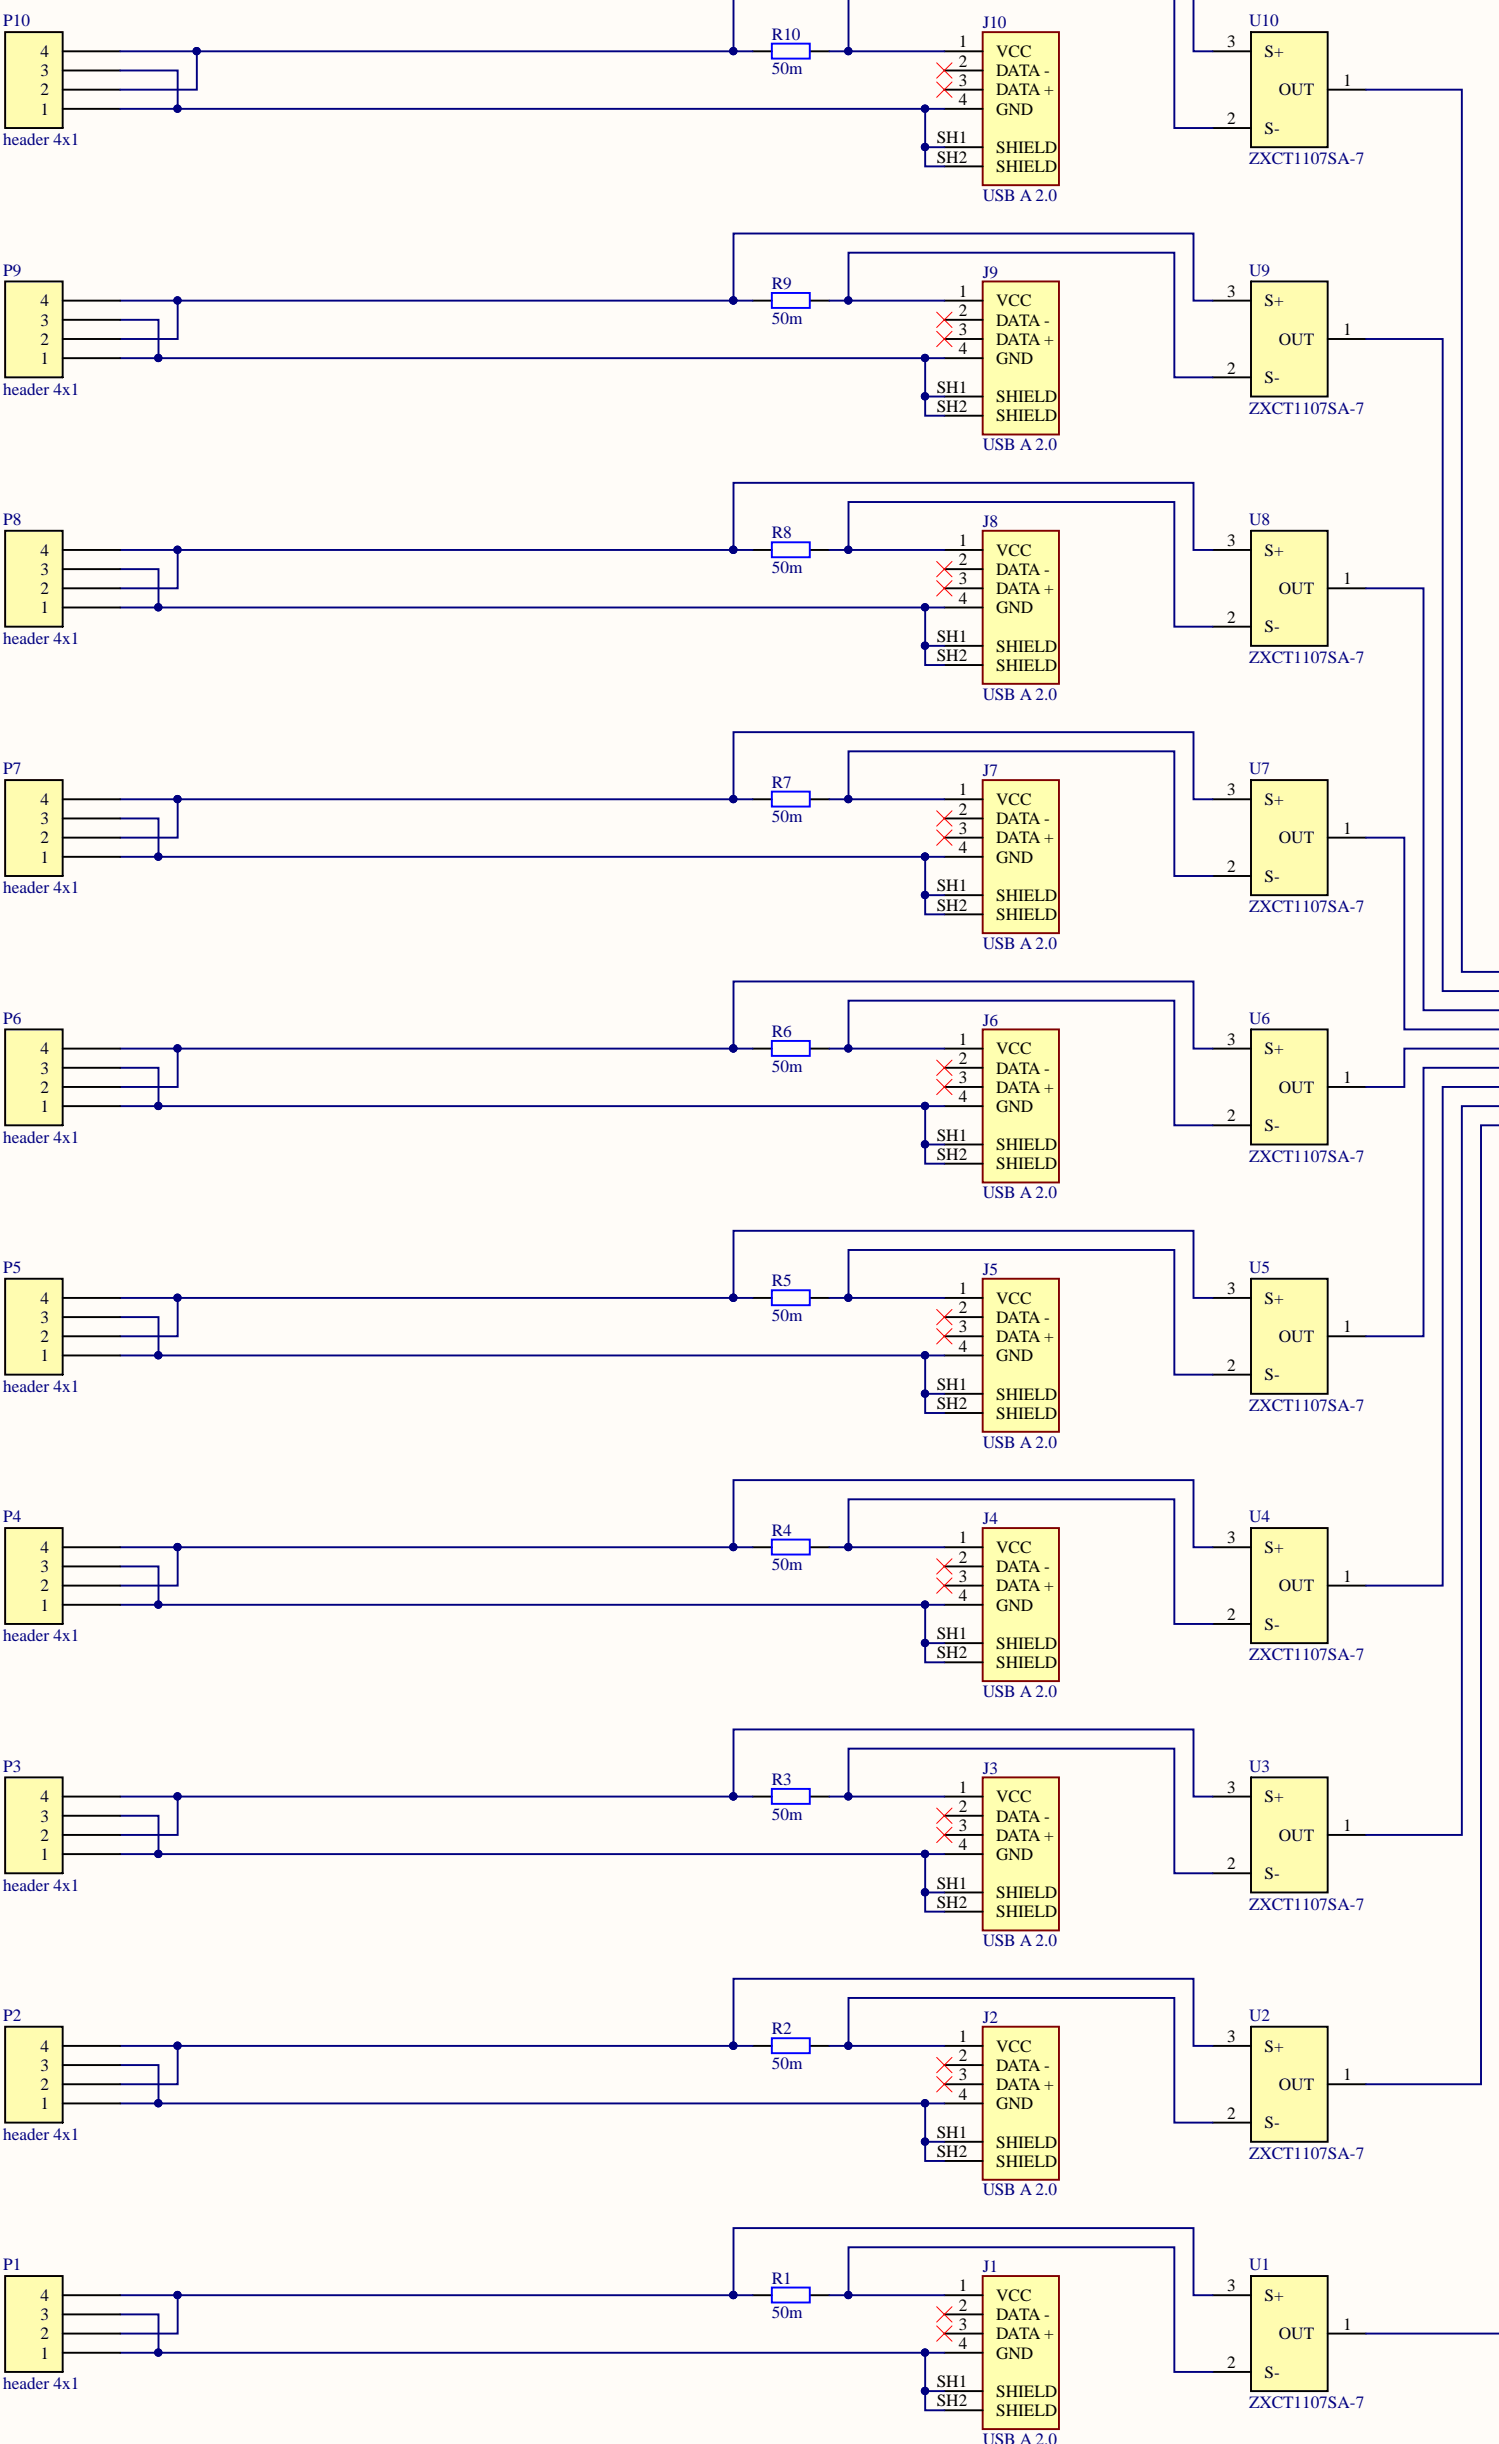 P10
4
3
2
1
header 4x1
R10
50m
J10
1 VCC
2 DATA -
3 DATA +
4 GND
SH1 SHIELD
SH2 SHIELD
USB A 2.0
U10
3 S+
OUT 1
2 S-
ZXCT1107SA-7
P9
4
3
2
1
header 4x1
R9
50m
J9
1 VCC
2 DATA -
3 DATA +
4 GND
SH1 SHIELD
SH2 SHIELD
USB A 2.0
U9
3 S+
OUT 1
2 S-
ZXCT1107SA-7
P8
4
3
2
1
header 4x1
R8
50m
J8
1 VCC
2 DATA -
3 DATA +
4 GND
SH1 SHIELD
SH2 SHIELD
USB A 2.0
U8
3 S+
OUT 1
2 S-
ZXCT1107SA-7
P7
4
3
2
1
header 4x1
R7
50m
J7
1 VCC
2 DATA -
3 DATA +
4 GND
SH1 SHIELD
SH2 SHIELD
USB A 2.0
U7
3 S+
OUT 1
2 S-
ZXCT1107SA-7
P6
4
3
2
1
header 4x1
R6
50m
J6
1 VCC
2 DATA -
3 DATA +
4 GND
SH1 SHIELD
SH2 SHIELD
USB A 2.0
U6
3 S+
OUT 1
2 S-
ZXCT1107SA-7
P5
4
3
2
1
header 4x1
R5
50m
J5
1 VCC
2 DATA -
3 DATA +
4 GND
SH1 SHIELD
SH2 SHIELD
USB A 2.0
U5
3 S+
OUT 1
2 S-
ZXCT1107SA-7
P4
4
3
2
1
header 4x1
R4
50m
J4
1 VCC
2 DATA -
3 DATA +
4 GND
SH1 SHIELD
SH2 SHIELD
USB A 2.0
U4
3 S+
OUT 1
2 S-
ZXCT1107SA-7
P3
4
3
2
1
header 4x1
R3
50m
J3
1 VCC
2 DATA -
3 DATA +
4 GND
SH1 SHIELD
SH2 SHIELD
USB A 2.0
U3
3 S+
OUT 1
2 S-
ZXCT1107SA-7
P2
4
3
2
1
header 4x1
R2
50m
J2
1 VCC
2 DATA -
3 DATA +
4 GND
SH1 SHIELD
SH2 SHIELD
USB A 2.0
U2
3 S+
OUT 1
2 S-
ZXCT1107SA-7
P1
4
3
2
1
header 4x1
R1
50m
J1
1 VCC
2 DATA -
3 DATA +
4 GND
SH1 SHIELD
SH2 SHIELD
USB A 2.0
U1
3 S+
OUT 1
2 S-
ZXCT1107SA-7